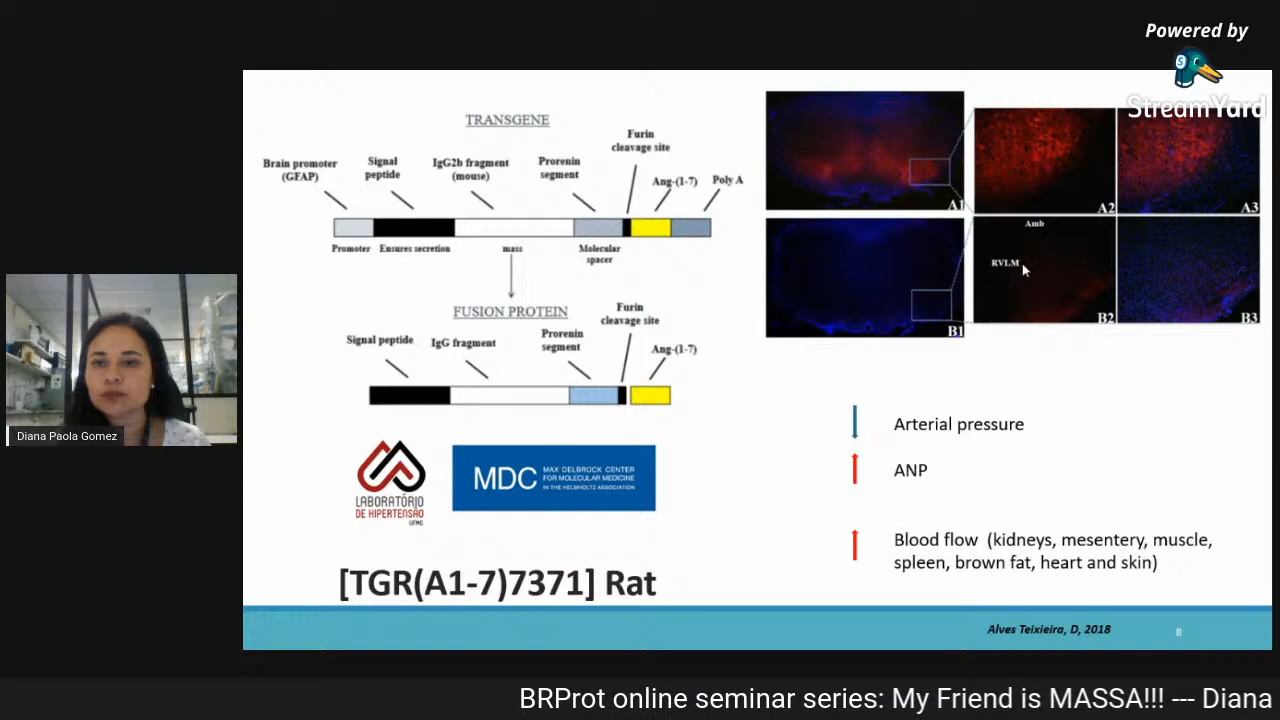 Powered by
S
StreamYard
TRANSGENE
Brain promoter
(GFAP)
Signal
peptide
IgG2b fragment
(mouse)
Prorenin
segment
Furin
cleavage site
Ang-(1-7)
Poly A
Promoter
Ensures secretion
mass
Molecular
spacer
FUSION PROTEIN
Signal peptide
IgG fragment
Prorenin
segment
Furin
cleavage site
Ang-(1-7)
A1
A2
A3
B1
Amb
RVLM
B2
B3
Arterial pressure
ANP
Blood flow (kidneys, mesentery, muscle,
spleen, brown fat, heart and skin)
LABORATÓRIO
DE HIPERTENSÃO
UFMG
MDC
MAX DELBRÜCK CENTER
FOR MOLECULAR MEDICINE
IN THE HELMHOLTZ ASSOCIATION
[TGR(A1-7)7371] Rat
Alves Teixieira, D, 2018
8
Diana Paola Gomez
BRProt online seminar series: My Friend is MASSA!!! --- Diana